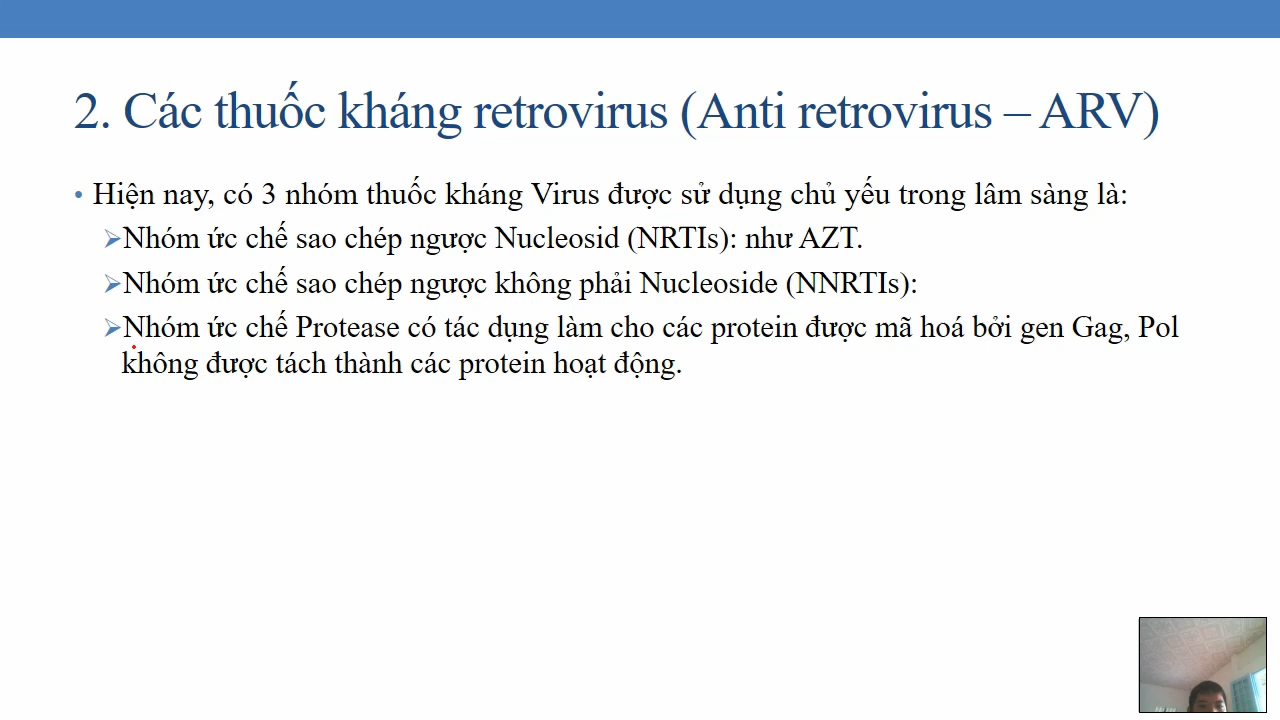 2. Các thuốc kháng retrovirus (Anti retrovirus – ARV)
• Hiện nay, có 3 nhóm thuốc kháng Virus được sử dụng chủ yếu trong lâm sàng là:
➢Nhóm ức chế sao chép ngược Nucleosid (NRTIs): như AZT.
➢Nhóm ức chế sao chép ngược không phải Nucleoside (NNRTIs):
➢Nhóm ức chế Protease có tác dụng làm cho các protein được mã hoá bởi gen Gag, Pol
không được tách thành các protein hoạt động.